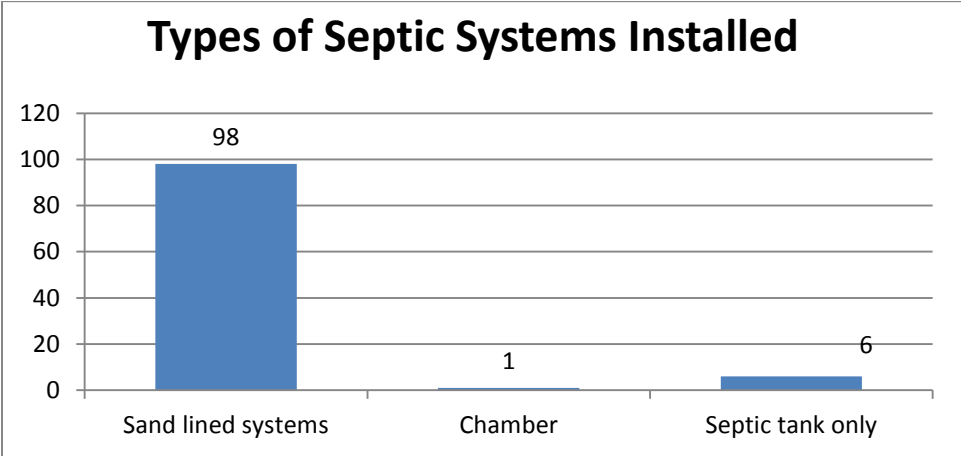 Types of Septic Systems Installed
120
100
80
60
40
20
0
98
1
6
Sand lined systems
Chamber
Septic tank only